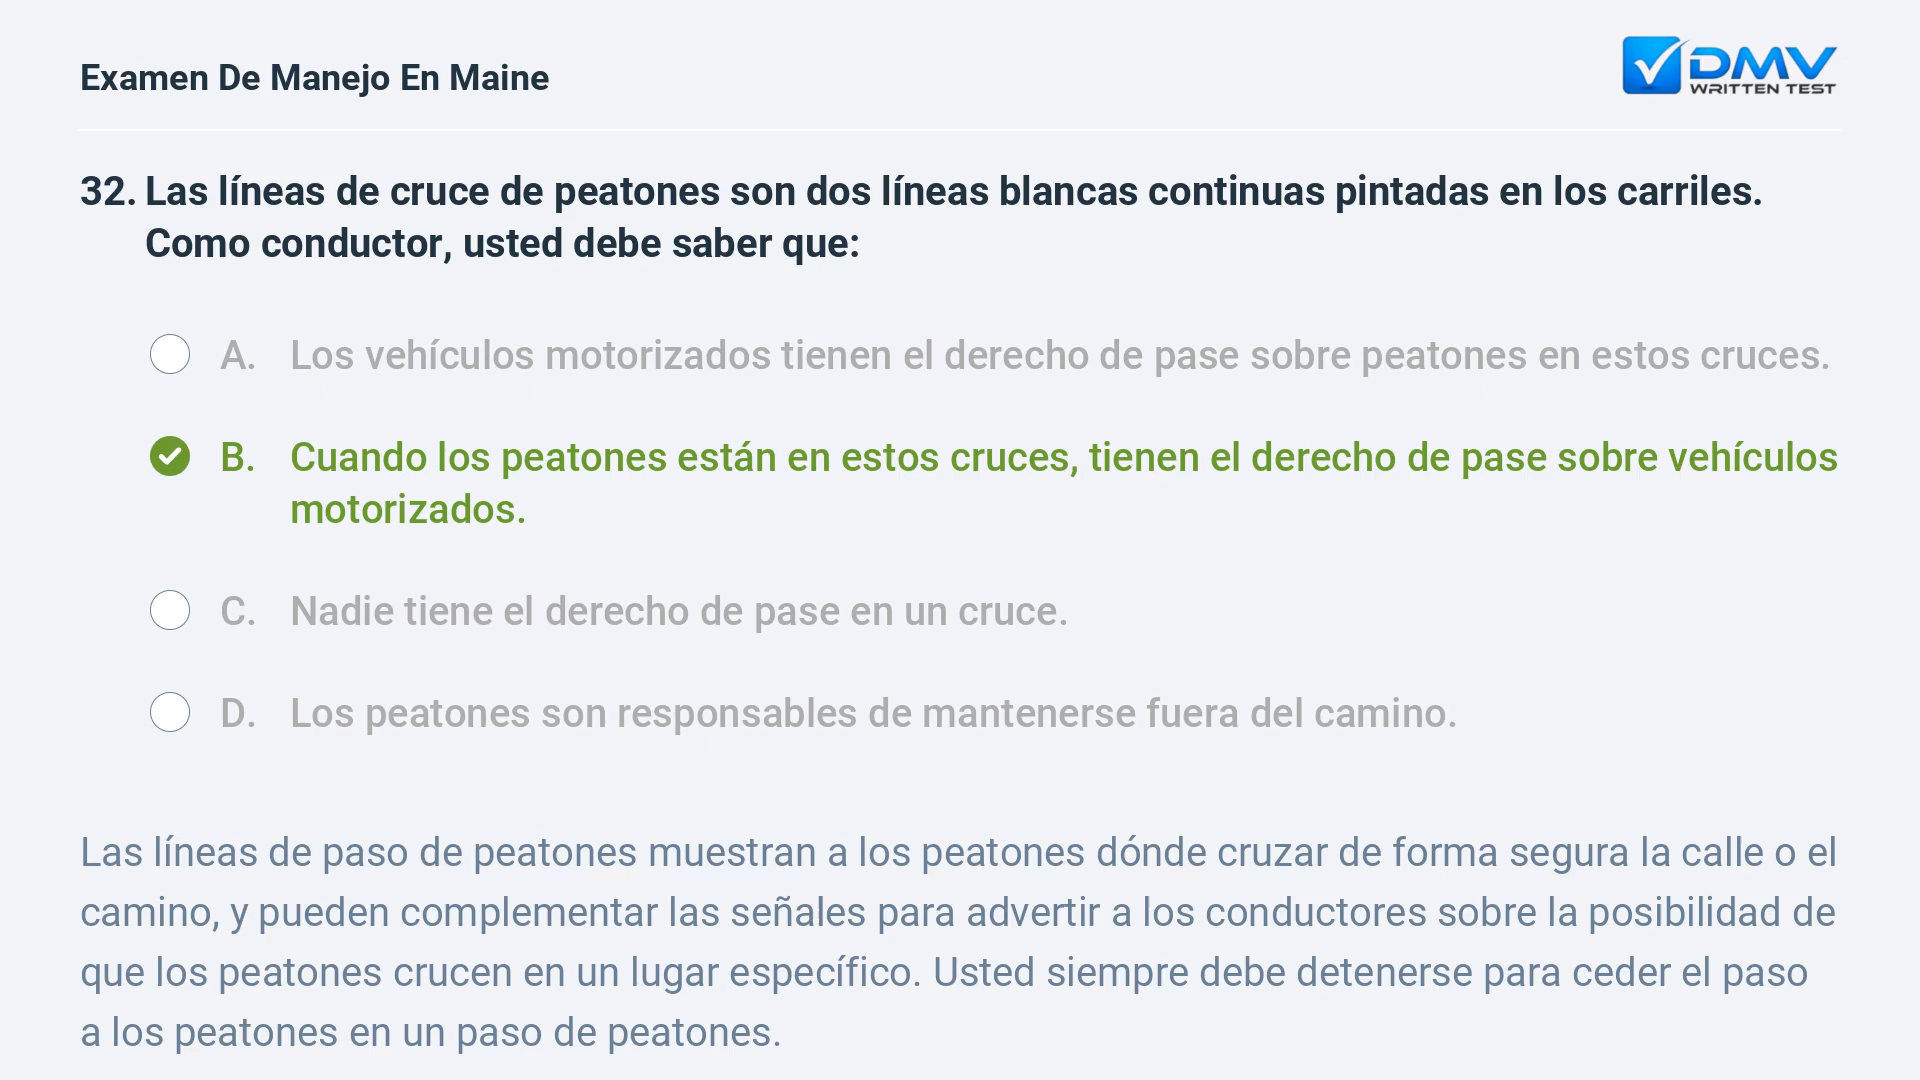 Examen De Manejo En Maine
DMV
WRITTEN TEST
32. Las líneas de cruce de peatones son dos líneas blancas continuas pintadas en los carriles.
Como conductor, usted debe saber que:
A. Los vehículos motorizados tienen el derecho de pase sobre peatones en estos cruces.
B. Cuando los peatones están en estos cruces, tienen el derecho de pase sobre vehículos
motorizados.
C. Nadie tiene el derecho de pase en un cruce.
D. Los peatones son responsables de mantenerse fuera del camino.
Las líneas de paso de peatones muestran a los peatones dónde cruzar de forma segura la calle o el
camino, y pueden complementar las señales para advertir a los conductores sobre la posibilidad de
que los peatones crucen en un lugar específico. Usted siempre debe detenerse para ceder el paso
a los peatones en un paso de peatones.